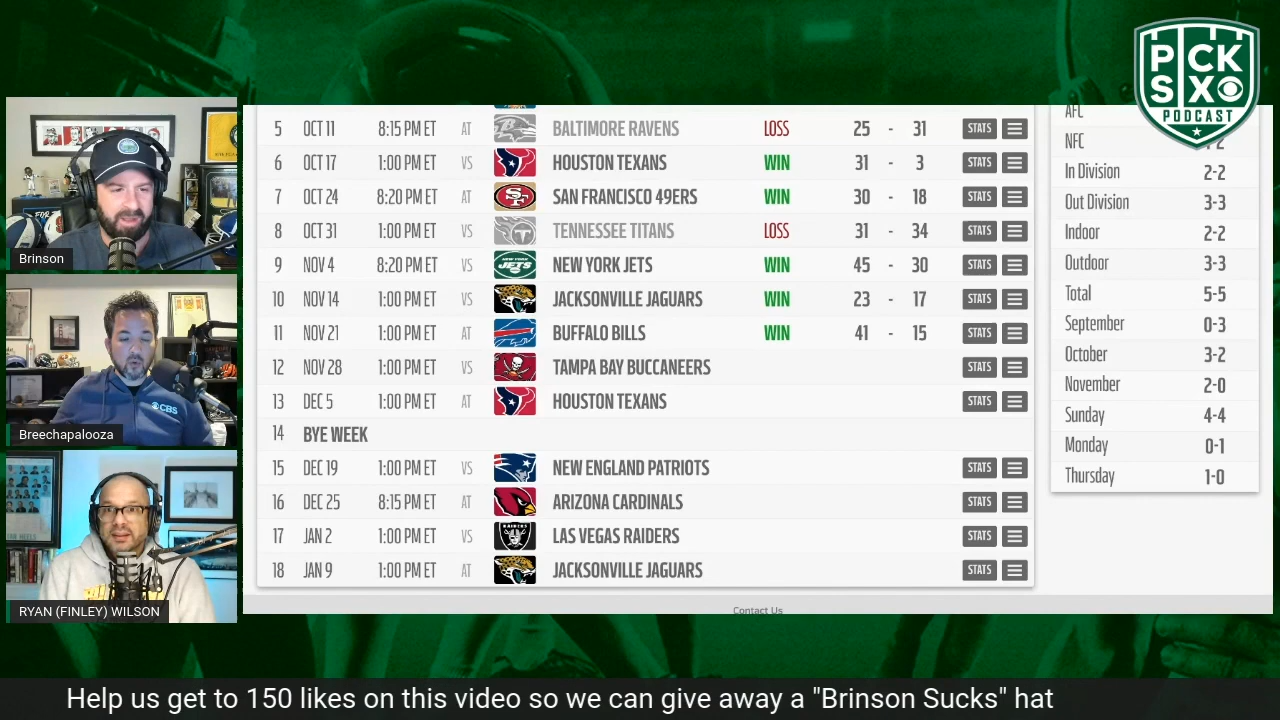 PICK
SIX
PODCAST
5 OCT 11 8:15 PM ET AT BALTIMORE RAVENS LOSS 25 - 31 STATS
6 OCT 17 1:00 PM ET VS HOUSTON TEXANS WIN 31 - 3 STATS
7 OCT 24 8:20 PM ET AT SAN FRANCISCO 49ERS WIN 30 - 18 STATS
8 OCT 31 1:00 PM ET VS TENNESSEE TITANS LOSS 31 - 34 STATS
9 NOV 4 8:20 PM ET VS NEW YORK JETS WIN 45 - 30 STATS
10 NOV 14 1:00 PM ET VS JACKSONVILLE JAGUARS WIN 23 - 17 STATS
11 NOV 21 1:00 PM ET AT BUFFALO BILLS WIN 41 - 15 STATS
12 NOV 28 1:00 PM ET VS TAMPA BAY BUCCANEERS STATS
13 DEC 5 1:00 PM ET AT HOUSTON TEXANS STATS
14 BYE WEEK
15 DEC 19 1:00 PM ET VS NEW ENGLAND PATRIOTS STATS
16 DEC 25 8:15 PM ET AT ARIZONA CARDINALS STATS
17 JAN 2 1:00 PM ET VS LAS VEGAS RAIDERS STATS
18 JAN 9 1:00 PM ET AT JACKSONVILLE JAGUARS STATS
AFC
NFC
In Division 2-2
Out Division 3-3
Indoor 2-2
Outdoor 3-3
Total 5-5
September 0-3
October 3-2
November 2-0
Sunday 4-4
Monday 0-1
Thursday 1-0
Contact Us
Brinson
CBS
Breechapalooza
RYAN (FINLEY) WILSON
Help us get to 150 likes on this video so we can give away a "Brinson Sucks" hat